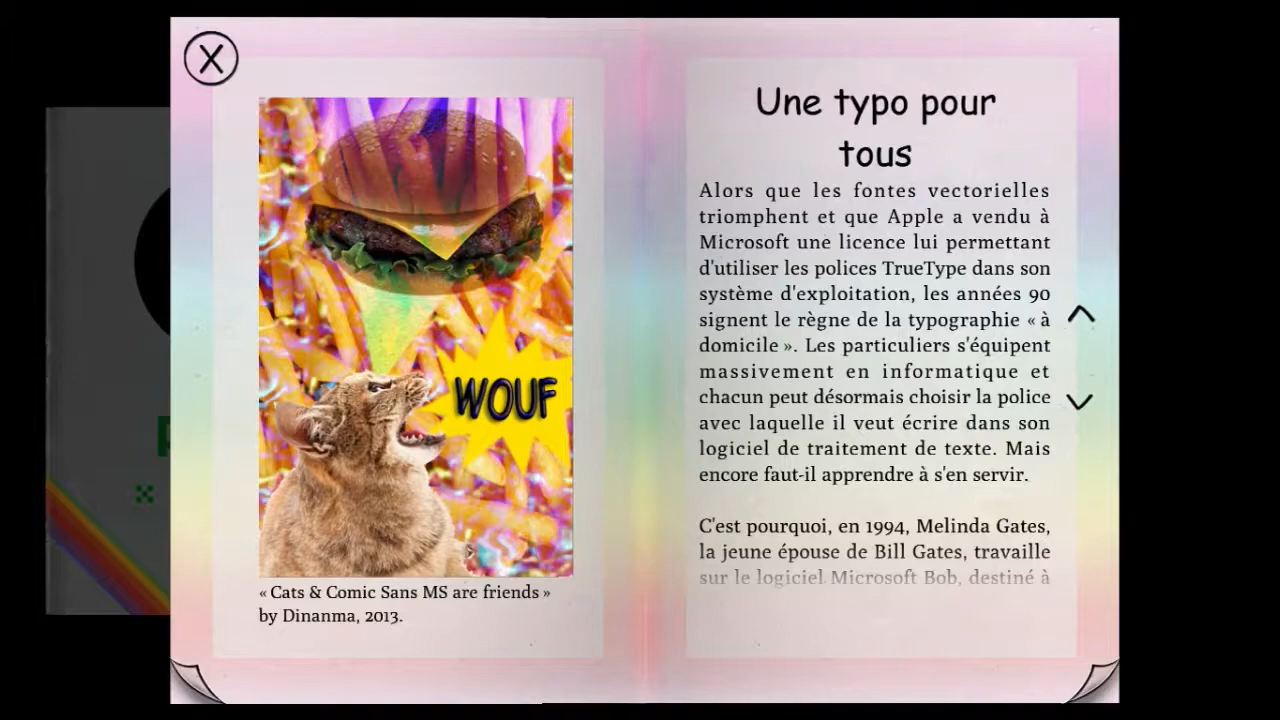 X
WOUF
« Cats & Comic Sans MS are friends »
by Dinanma, 2013.
Une typo pour
tous
Alors que les fontes vectorielles
triomphent et que Apple a vendu à
Microsoft une licence lui permettant
d'utiliser les polices TrueType dans son
système d'exploitation, les années 90
signent le règne de la typographie « à
domicile ». Les particuliers s'équipent
massivement en informatique et
chacun peut désormais choisir la police
avec laquelle il veut écrire dans son
logiciel de traitement de texte. Mais
encore faut-il apprendre à s'en servir.
C'est pourquoi, en 1994, Melinda Gates,
la jeune épouse de Bill Gates, travaille
sur le logiciel Microsoft Bob, destiné à